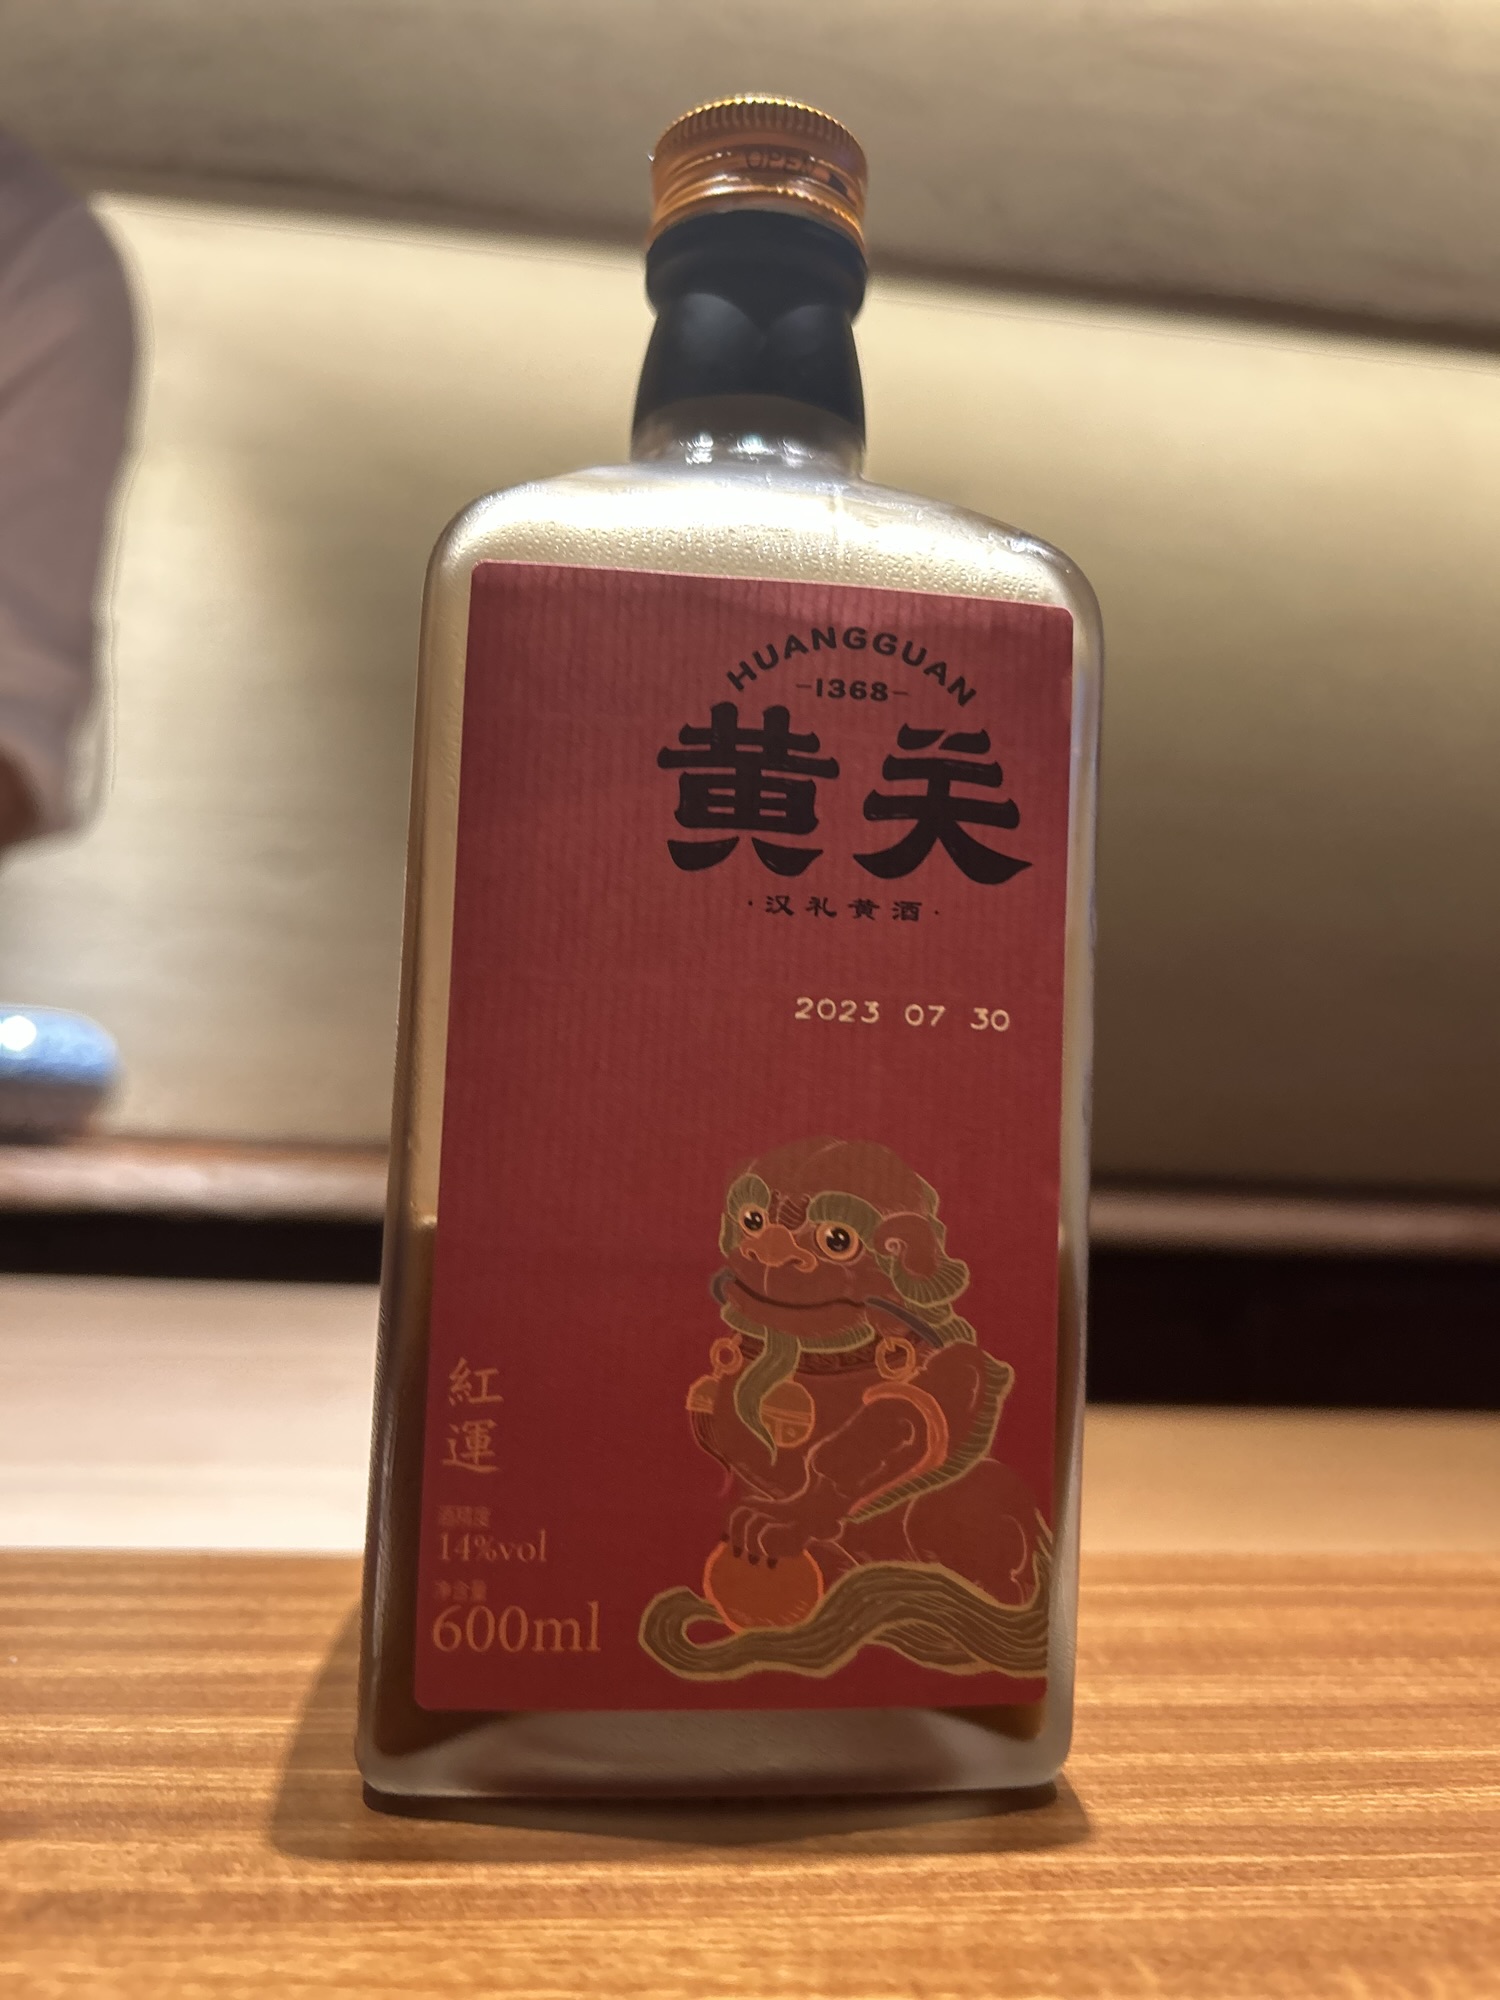 OPEN
HUANGGUAN
-1368-
黄关
·汉礼黄酒·
2023 07 30
紅
運
酒精度
14%vol
净含量
600ml